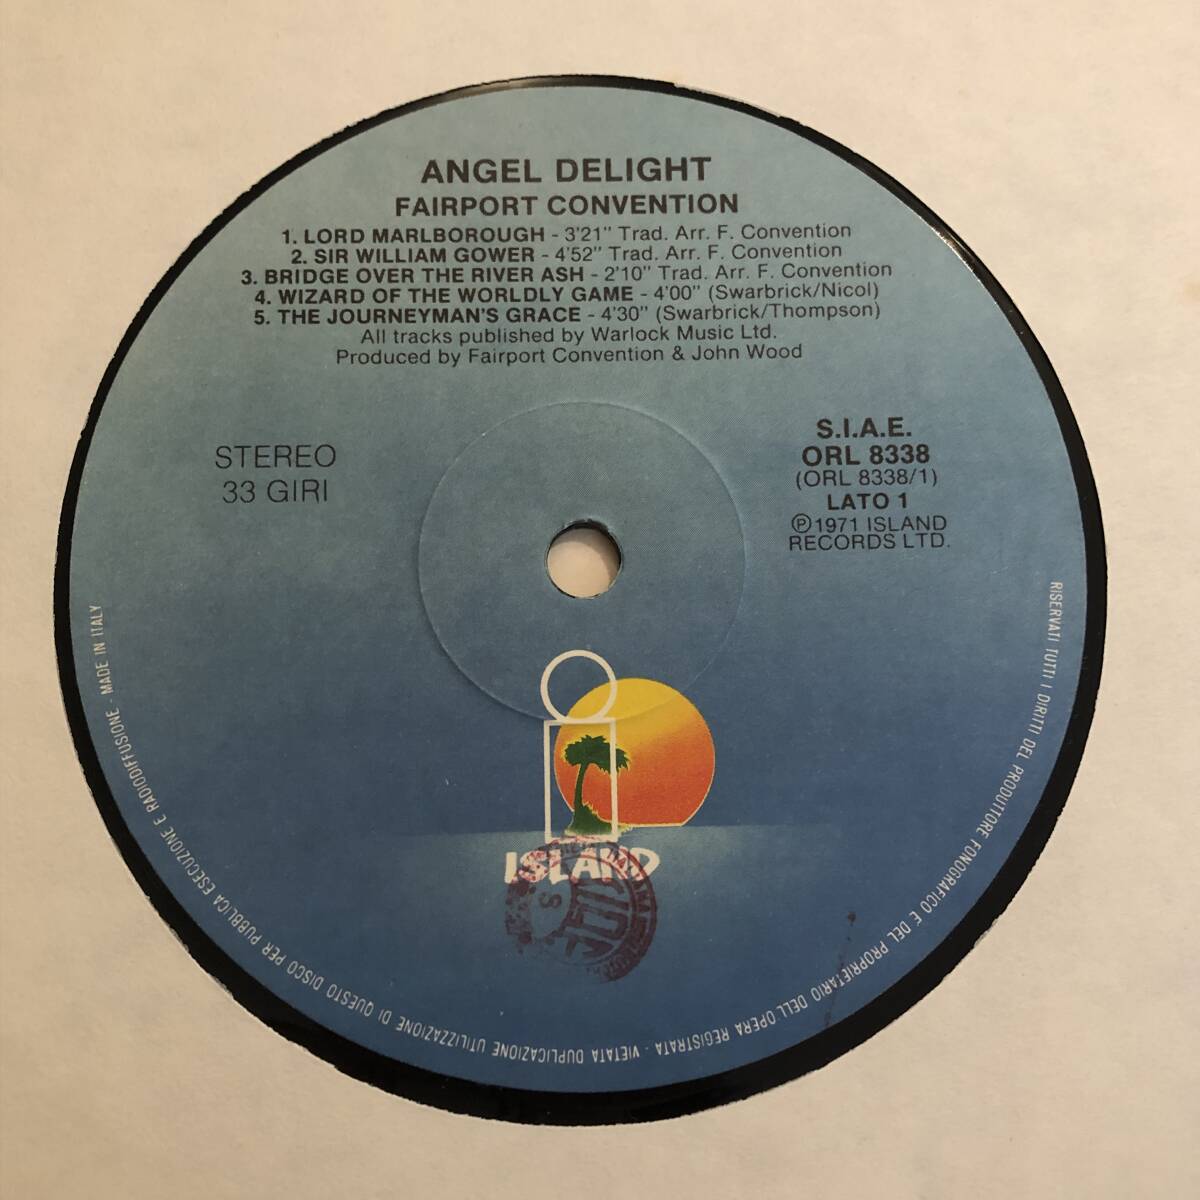 ANGEL DELIGHT
FAIRPORT CONVENTION
1. LORD MARLBOROUGH - 3'21" Trad. Arr. F. Convention
2. SIR WILLIAM GOWER - 4'52" Trad. Arr. F. Convention
3. BRIDGE OVER THE RIVER ASH - 2'10" Trad. Arr. F. Convention
4. WIZARD OF THE WORLDLY GAME - 4'00" (Swarbrick/Nicol)
5. THE JOURNEYMAN'S GRACE - 4'30" (Swarbrick/Thompson)
All tracks published by Warlock Music Ltd.
Produced by Fairport Convention & John Wood
STEREO
33 GIRI
S.I.A.E.
ORL 8338
(ORL 8338/1)
LATO 1
℗1971 ISLAND
RECORDS LTD.
ISLAND
RISERVATI TUTTI I DIRITTI DEL PRODUTTORE FONOGRAFICO E DEL PROPRIETARIO DELL'OPERA REGISTRATA - VIETATA DUPLICAZIONE UTILIZZAZIONE DI QUESTO DISCO PER PUBBLICA ESECUZIONE E RADIODIFFUSIONE - MADE IN ITALY